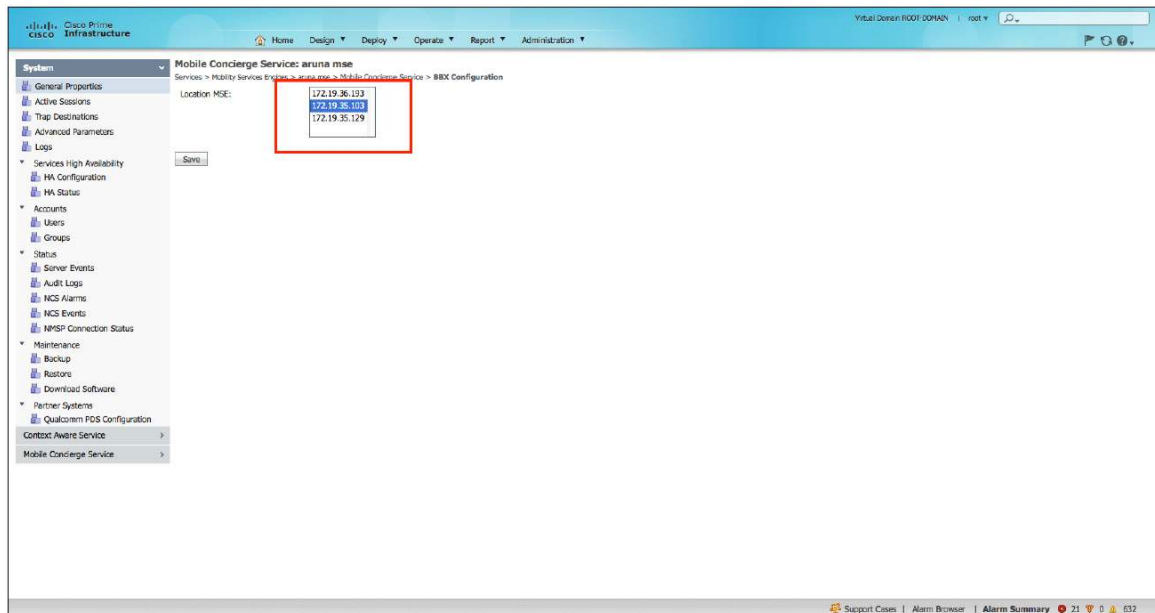 Cisco Prime
CISCO Infrastructure
Virtual Domain ROOT-DOMAIN | root
Home Design Deploy Operate Report Administration
System
General Properties
Active Sessions
Trap Destinations
Advanced Parameters
Logs
Services High Availability
HA Configuration
HA Status
Accounts
Users
Groups
Status
Server Events
Audit Logs
NCS Alarms
NCS Events
NMSP Connection Status
Maintenance
Backup
Restore
Download Software
Partner Systems
Qualcomm PDS Configuration
Context Aware Service
Mobile Concierge Service
Mobile Concierge Service: aruna mse
Services > Mobility Services Engines > aruna mse > Mobile Concierge Service > BBX Configuration
Location MSE:
172.19.36.193
172.19.35.103
172.19.35.129
Save
Support Cases | Alarm Browser | Alarm Summary 21 0 632